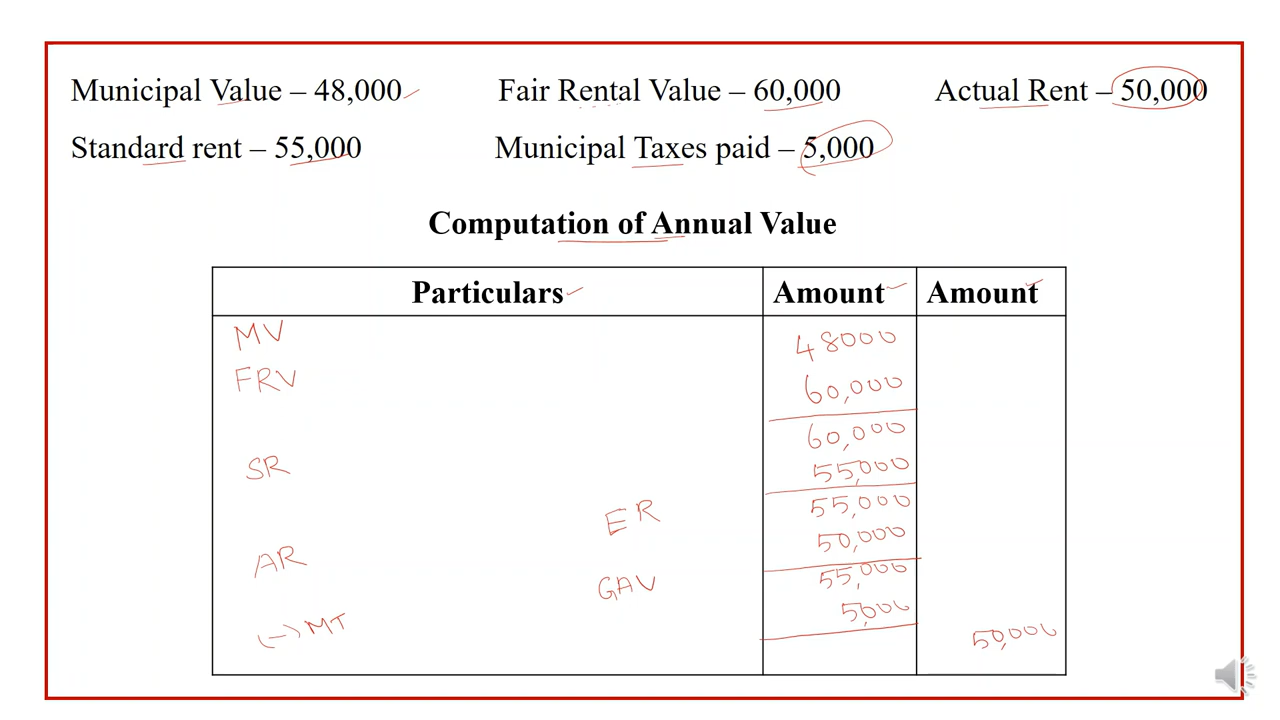 Municipal Value – 48,000 Fair Rental Value – 60,000 Actual Rent – 50,000
Standard rent – 55,000 Municipal Taxes paid – 5,000
Computation of Annual Value
Particulars Amount Amount
MV 48000
FRV 60,000
60,000
SR 55,000
ER 55,000
AR 50,000
GAV 55,000
(-) MT 5,000
50,000